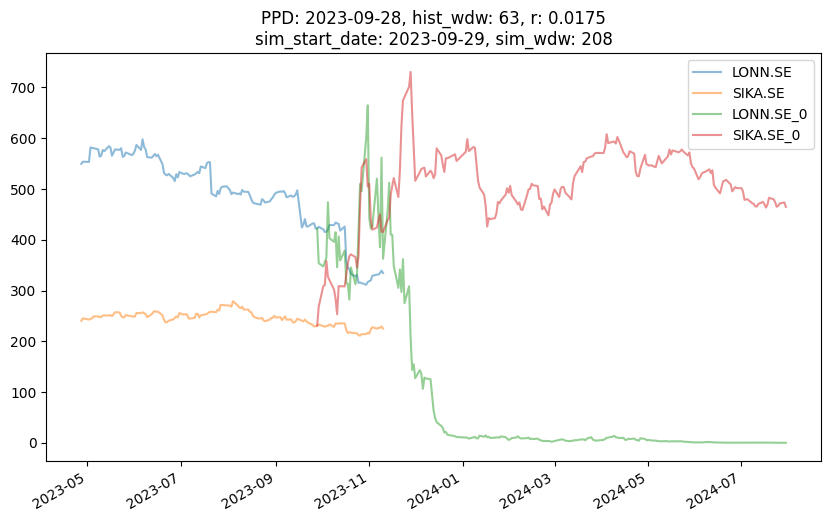 PPD: 2023-09-28, hist_wdw: 63, r: 0.0175
sim_start_date: 2023-09-29, sim_wdw: 208
LONN.SE
SIKA.SE
LONN.SE_0
SIKA.SE_0
700
600
500
400
300
200
100
0
2023-05
2023-07
2023-09
2023-11
2024-01
2024-03
2024-05
2024-07